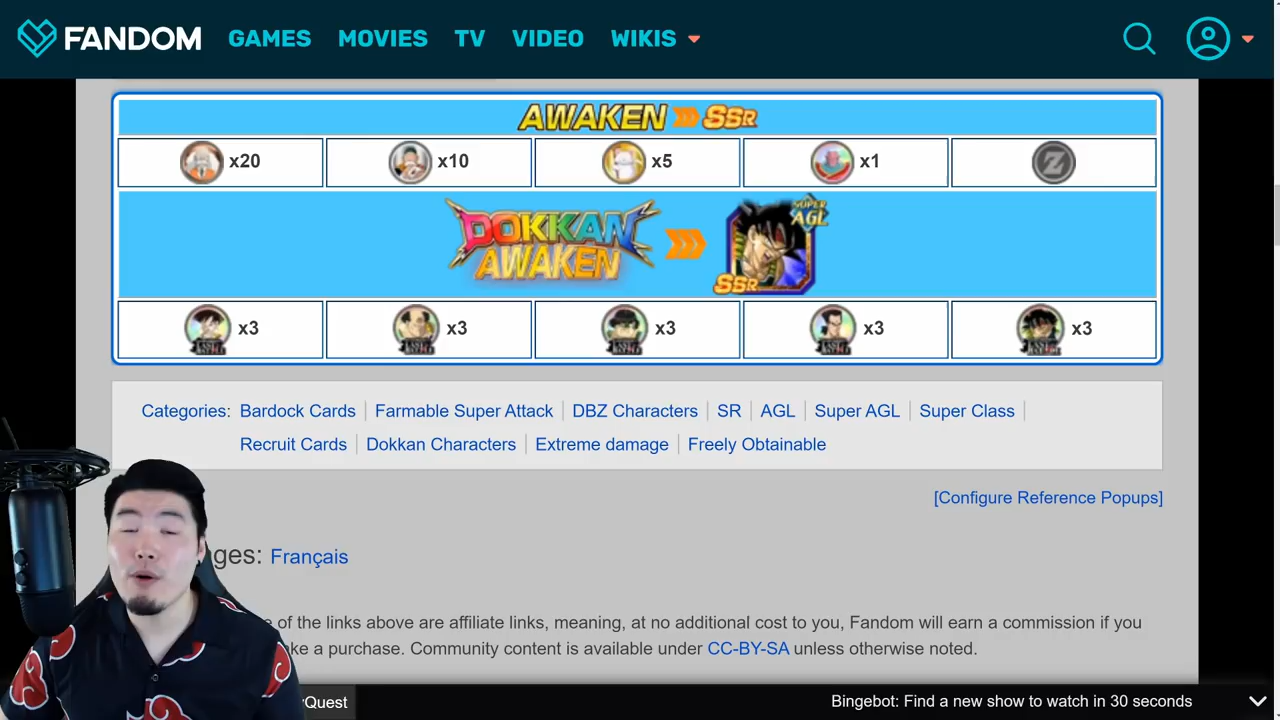 FANDOM GAMES MOVIES TV VIDEO WIKIS
AWAKEN SSR
x20 x10 x5 x1 Z
DOKKAN
AWAKEN
SUPER
AGL
SSR
x3 x3 x3 x3 x3
Categories: Bardock Cards Farmable Super Attack DBZ Characters SR AGL Super AGL Super Class
Recruit Cards Dokkan Characters Extreme damage Freely Obtainable
[Configure Reference Popups]
ges: Français
e of the links above are affiliate links, meaning, at no additional cost to you, Fandom will earn a commission if you
ke a purchase. Community content is available under CC-BY-SA unless otherwise noted.
Quest Bingebot: Find a new show to watch in 30 seconds